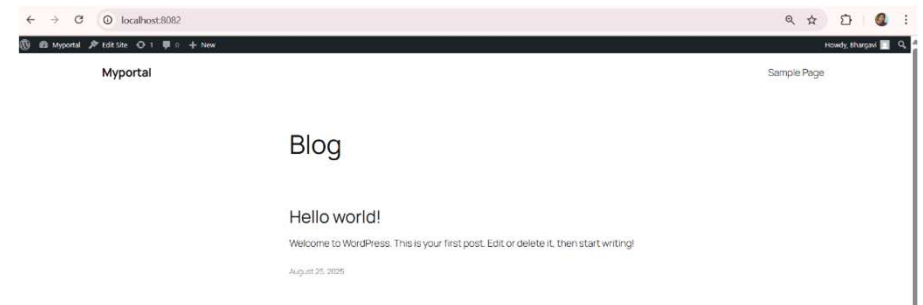 localhost:8082
Myportal Edit Site 1 0 New Howdy, Bhargavi
Myportal Sample Page
Blog
Hello world!
Welcome to WordPress. This is your first post. Edit or delete it, then start writing!
August 25, 2025